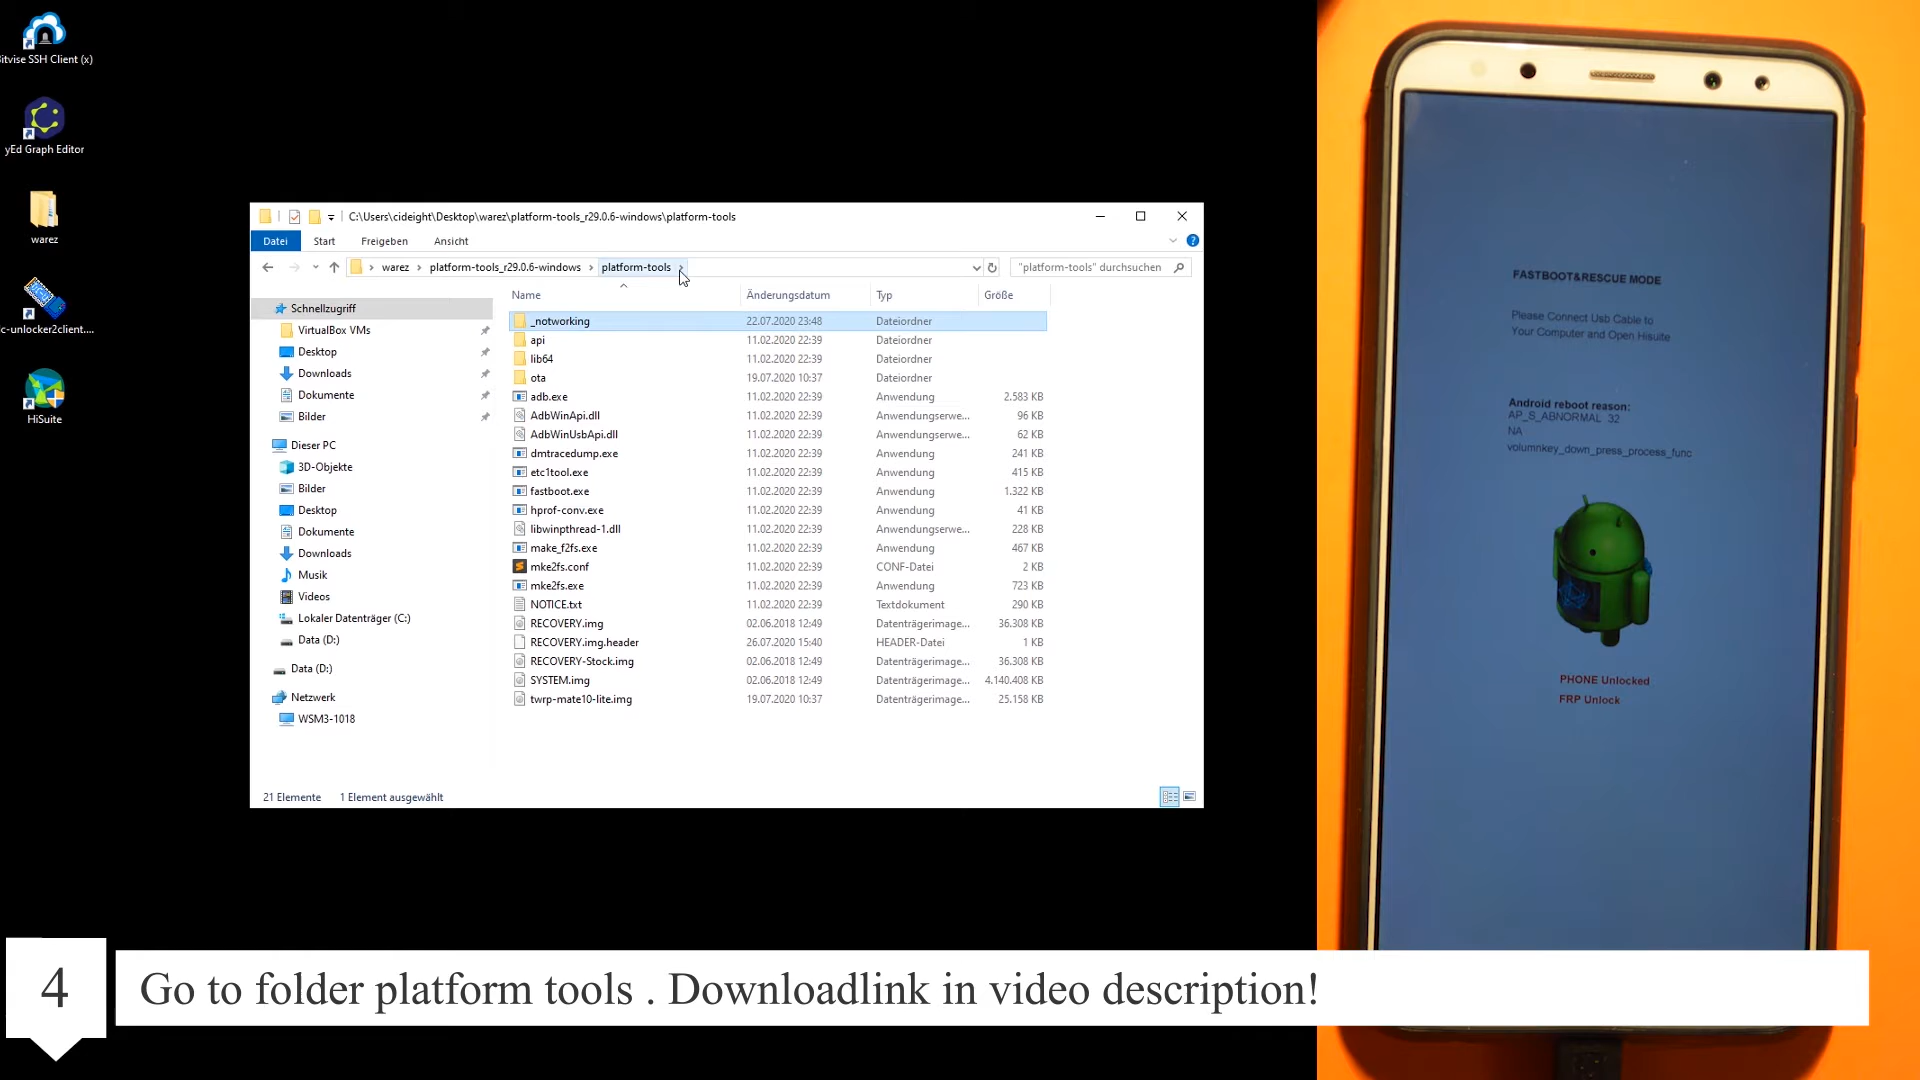 itvise SSH Client (x)
yEd Graph Editor
warez
c-unlocker2client....
HiSuite
C:\Users\cideight\Desktop\warez\platform-tools_r29.0.6-windows\platform-tools
Datei Start Freigeben Ansicht
warez platform-tools_r29.0.6-windows platform-tools
"platform-tools" durchsuchen
Schnellzugriff
VirtualBox VMs
Desktop
Downloads
Dokumente
Bilder
Dieser PC
3D-Objekte
Bilder
Desktop
Dokumente
Downloads
Musik
Videos
Lokaler Datenträger (C:)
Data (D:)
Data (D:)
Netzwerk
WSM3-1018
Name Änderungsdatum Typ Größe
_notworking 22.07.2020 23:48 Dateiordner
api 11.02.2020 22:39 Dateiordner
lib64 11.02.2020 22:39 Dateiordner
ota 19.07.2020 10:37 Dateiordner
adb.exe 11.02.2020 22:39 Anwendung 2.583 KB
AdbWinApi.dll 11.02.2020 22:39 Anwendungserwe... 96 KB
AdbWinUsbApi.dll 11.02.2020 22:39 Anwendungserwe... 62 KB
dmtracedump.exe 11.02.2020 22:39 Anwendung 241 KB
etc1tool.exe 11.02.2020 22:39 Anwendung 415 KB
fastboot.exe 11.02.2020 22:39 Anwendung 1.322 KB
hprof-conv.exe 11.02.2020 22:39 Anwendung 41 KB
libwinpthread-1.dll 11.02.2020 22:39 Anwendungserwe... 228 KB
make_f2fs.exe 11.02.2020 22:39 Anwendung 467 KB
mke2fs.conf 11.02.2020 22:39 CONF-Datei 2 KB
mke2fs.exe 11.02.2020 22:39 Anwendung 723 KB
NOTICE.txt 11.02.2020 22:39 Textdokument 290 KB
RECOVERY.img 02.06.2018 12:49 Datenträgerimage... 36.308 KB
RECOVERY.img.header 26.07.2020 15:40 HEADER-Datei 1 KB
RECOVERY-Stock.img 02.06.2018 12:49 Datenträgerimage... 36.308 KB
SYSTEM.img 02.06.2018 12:49 Datenträgerimage... 4.140.408 KB
twrp-mate10-lite.img 19.07.2020 10:37 Datenträgerimage... 25.158 KB
21 Elemente 1 Element ausgewählt
FASTBOOT&RESCUE MODE
Please Connect Usb Cable to
Your Computer and Open Hisuite
Android reboot reason:
AP_S_ABNORMAL 32
NA
volumnkey_down_press_process_func
PHONE Unlocked
FRP Unlock
4
Go to folder platform tools . Downloadlink in video description!